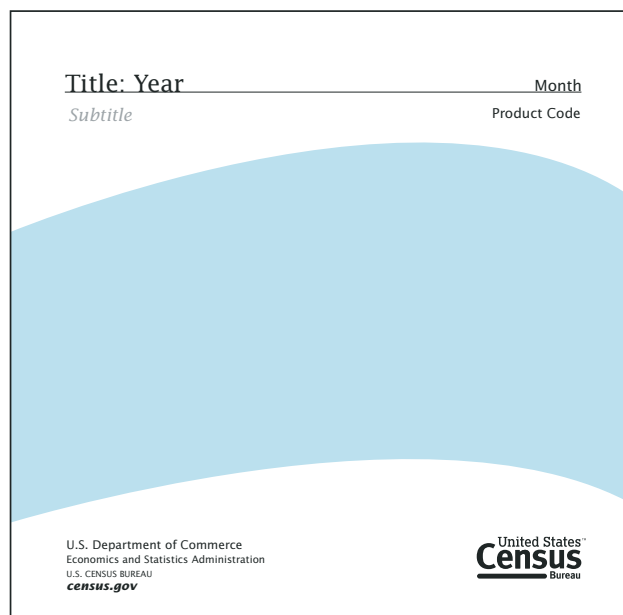 Title: Year
Month
Subtitle
Product Code
U.S. Department of Commerce
Economics and Statistics Administration
U.S. CENSUS BUREAU
census.gov
United States™
Census
Bureau